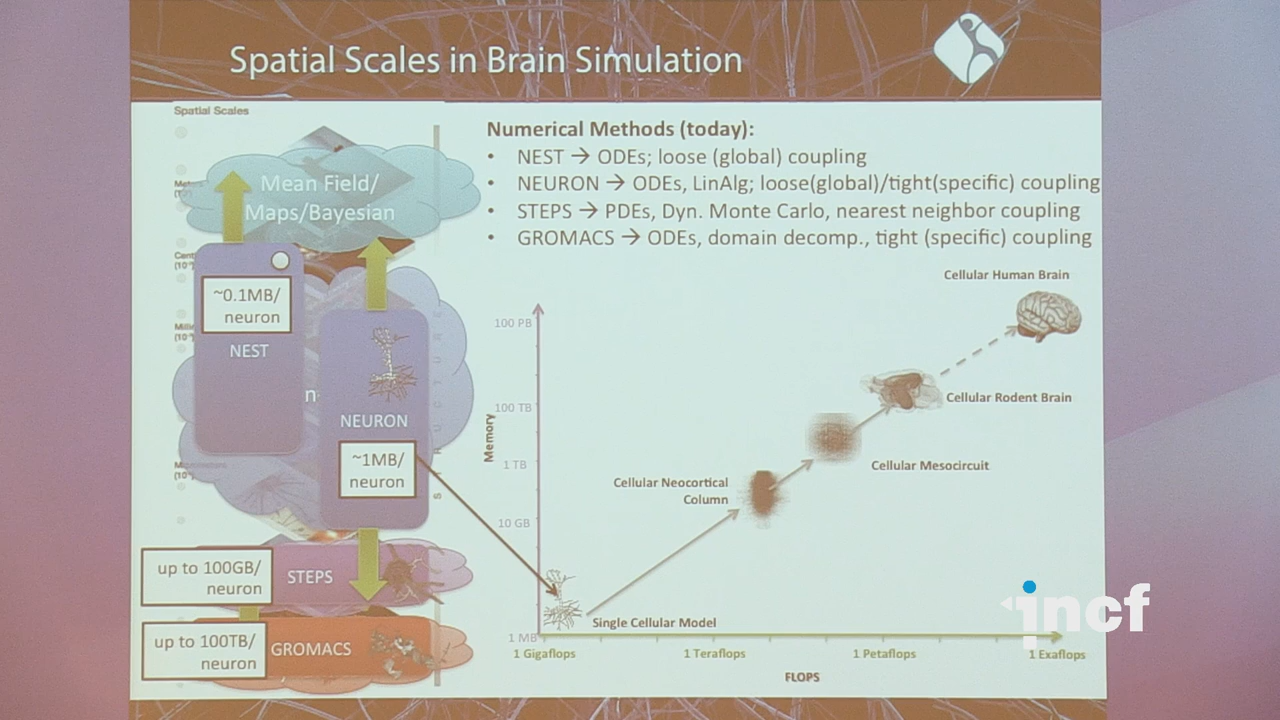 Spatial Scales in Brain Simulation
Spatial Scales
Numerical Methods (today):
• NEST → ODEs; loose (global) coupling
• NEURON → ODEs, LinAlg; loose(global)/tight(specific) coupling
• STEPS → PDEs, Dyn. Monte Carlo, nearest neighbor coupling
• GROMACS → ODEs, domain decomp., tight (specific) coupling
Mean Field/
Maps/Bayesian
~0.1MB/
neuron
NEST
NEURON
~1MB/
neuron
up to 100GB/
neuron
STEPS
up to 100TB/
neuron
GROMACS
Cellular Human Brain
100 PB
Cellular Rodent Brain
100 TB
Memory
Cellular Mesocircuit
1 TB
Cellular Neocortical
Column
10 GB
Single Cellular Model
1 MB
1 Gigaflops
1 Teraflops
1 Petaflops
1 Exaflops
FLOPS
incf